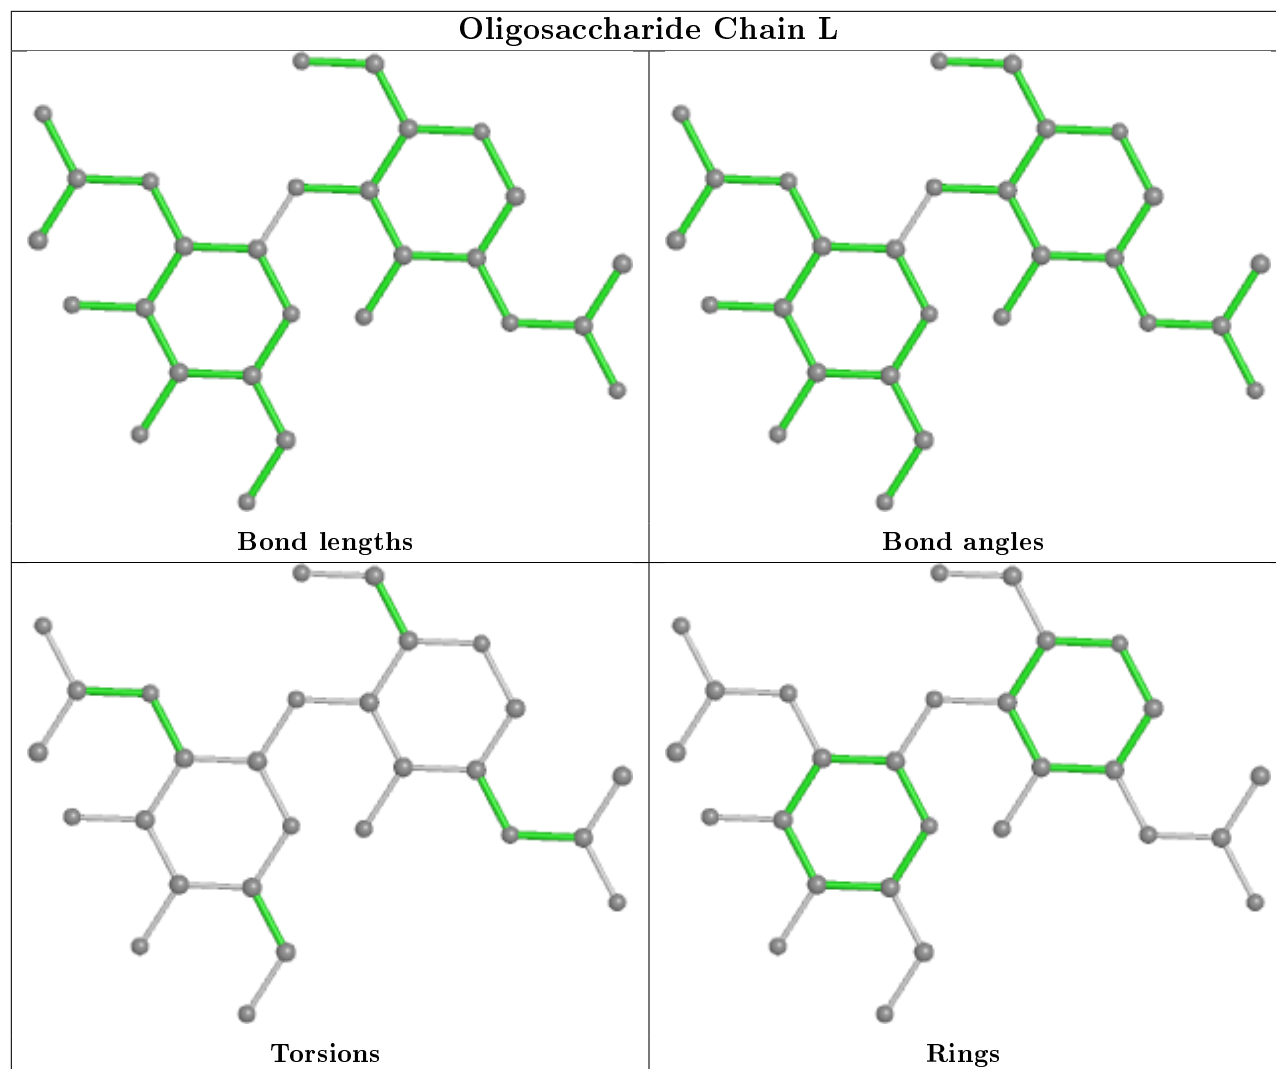 Oligosaccharide Chain L
Bond lengths
Bond angles
Torsions
Rings